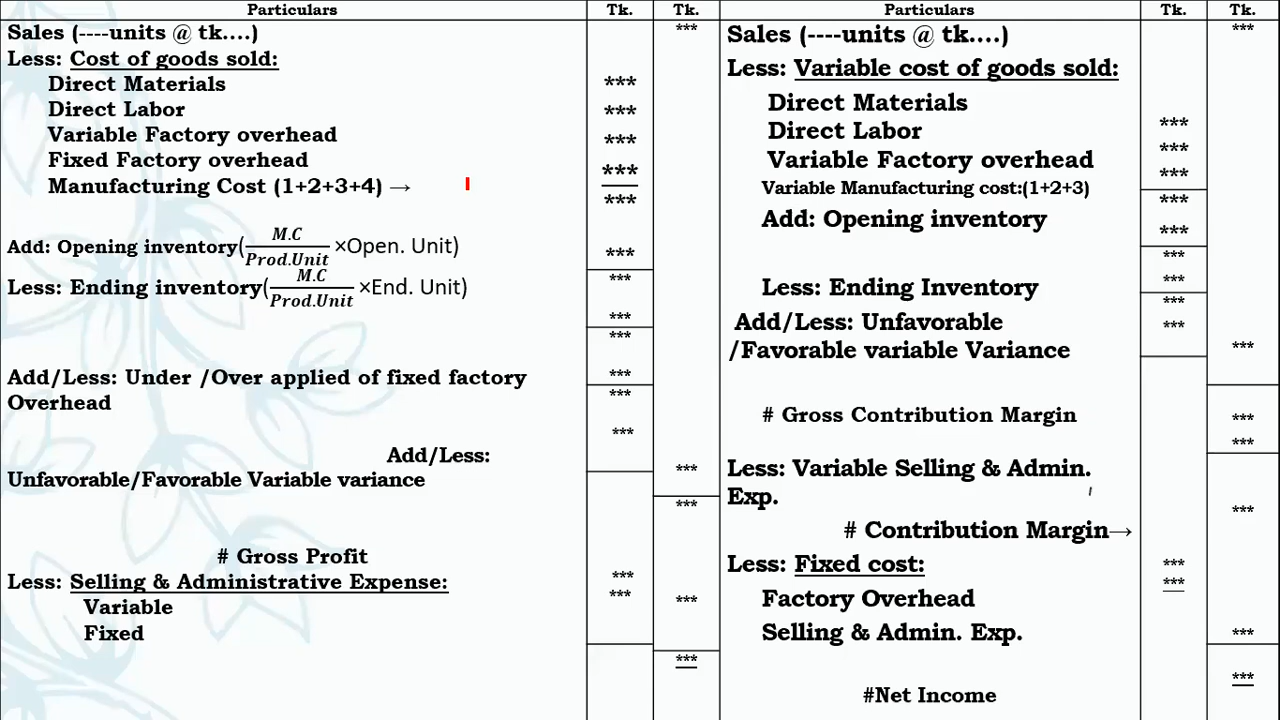 Particulars Tk. Tk.
Sales (----units @ tk....) ***
Less: Cost of goods sold:
Direct Materials ***
Direct Labor ***
Variable Factory overhead ***
Fixed Factory overhead ***
Manufacturing Cost (1+2+3+4) → ***
Add: Opening inventory(M.C/Prod.Unit ×Open. Unit) ***
***
Less: Ending inventory(M.C/Prod.Unit ×End. Unit)
***
***
Add/Less: Under /Over applied of fixed factory ***
Overhead ***
***
Add/Less:
Unfavorable/Favorable Variable variance ***
***
# Gross Profit
Less: Selling & Administrative Expense: ***
Variable *** ***
Fixed
***
Particulars Tk. Tk.
Sales (----units @ tk....) ***
Less: Variable cost of goods sold:
Direct Materials
Direct Labor ***
Variable Factory overhead ***
***
Variable Manufacturing cost:(1+2+3) ***
Add: Opening inventory ***
***
Less: Ending Inventory ***
***
Add/Less: Unfavorable ***
/Favorable variable Variance ***
# Gross Contribution Margin ***
***
Less: Variable Selling & Admin.
Exp. ***
# Contribution Margin→
Less: Fixed cost: ***
Factory Overhead ***
Selling & Admin. Exp. ***
***
#Net Income